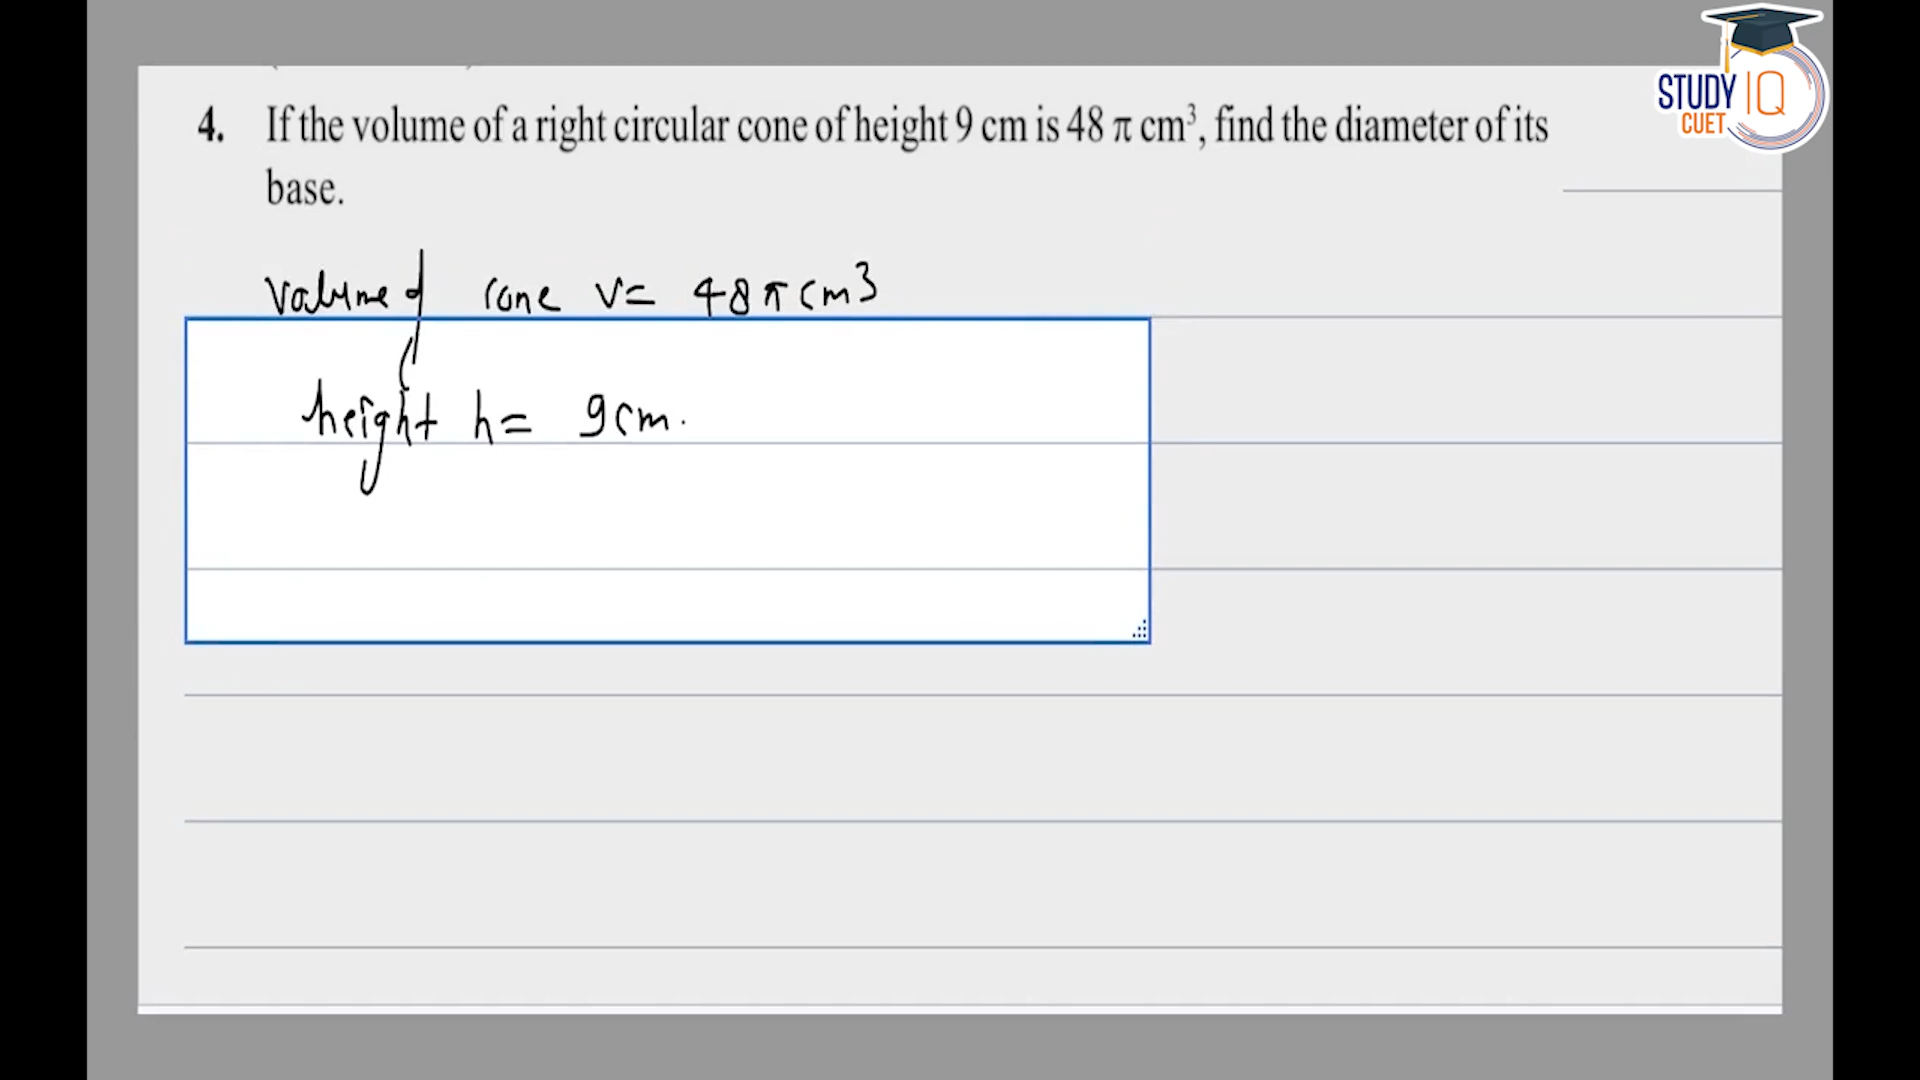 STUDY IQ
CUET
4. If the volume of a right circular cone of height 9 cm is 48 π cm³, find the diameter of its
base.
Volume of cone v= 48 π cm³
height h= 9cm.